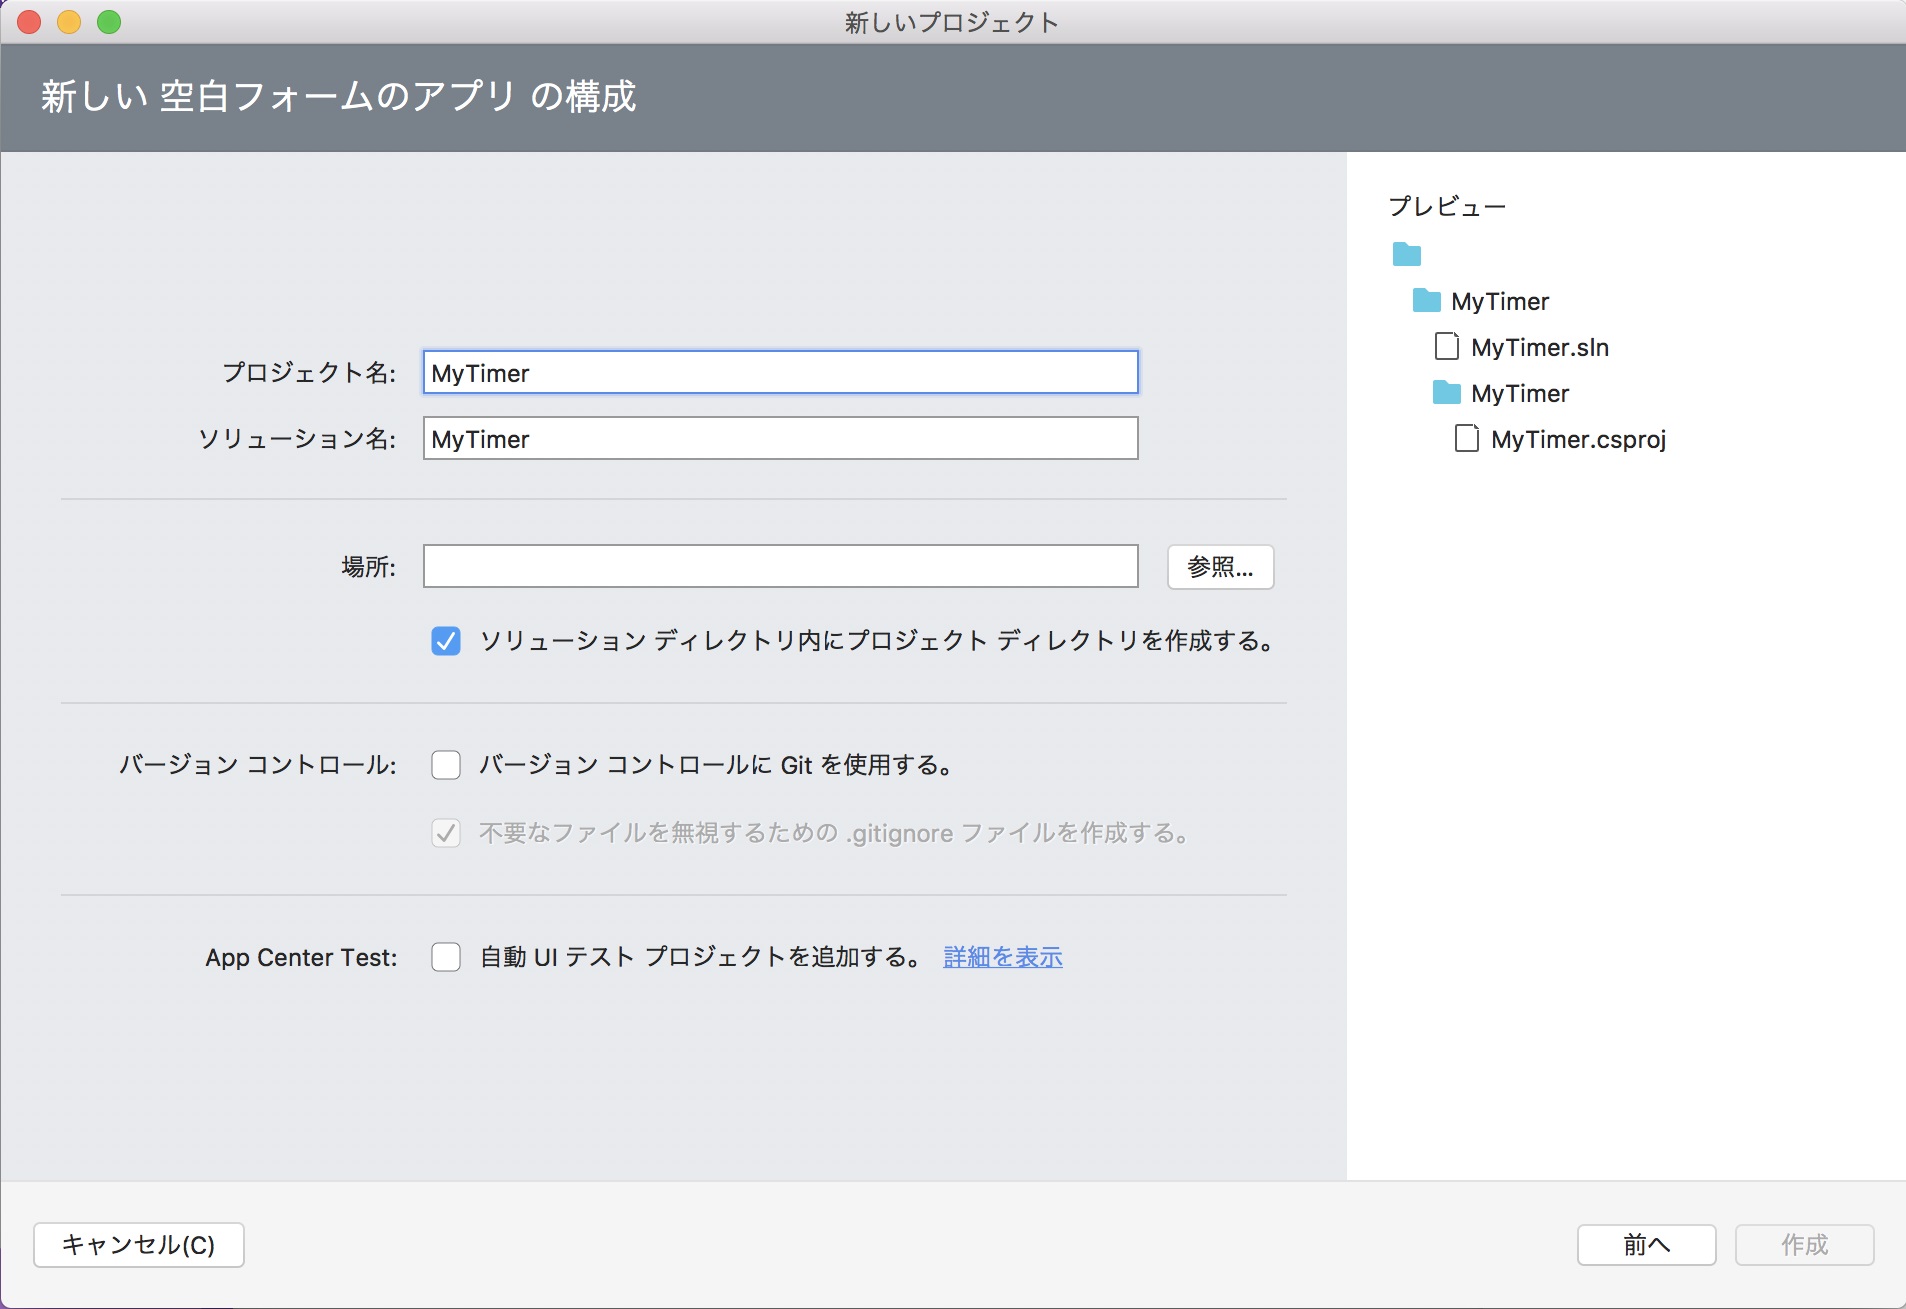 新しいプロジェクト
新しい 空白フォームのアプリ の構成
プロジェクト名: MyTimer
ソリューション名: MyTimer
場所: 参照...
ソリューション ディレクトリ内にプロジェクト ディレクトリを作成する。
バージョン コントロール: バージョン コントロールに Git を使用する。
不要なファイルを無視するための .gitignore ファイルを作成する。
App Center Test: 自動 UI テスト プロジェクトを追加する。 詳細を表示
プレビュー
MyTimer
MyTimer.sln
MyTimer
MyTimer.csproj
キャンセル(C) 前へ 作成